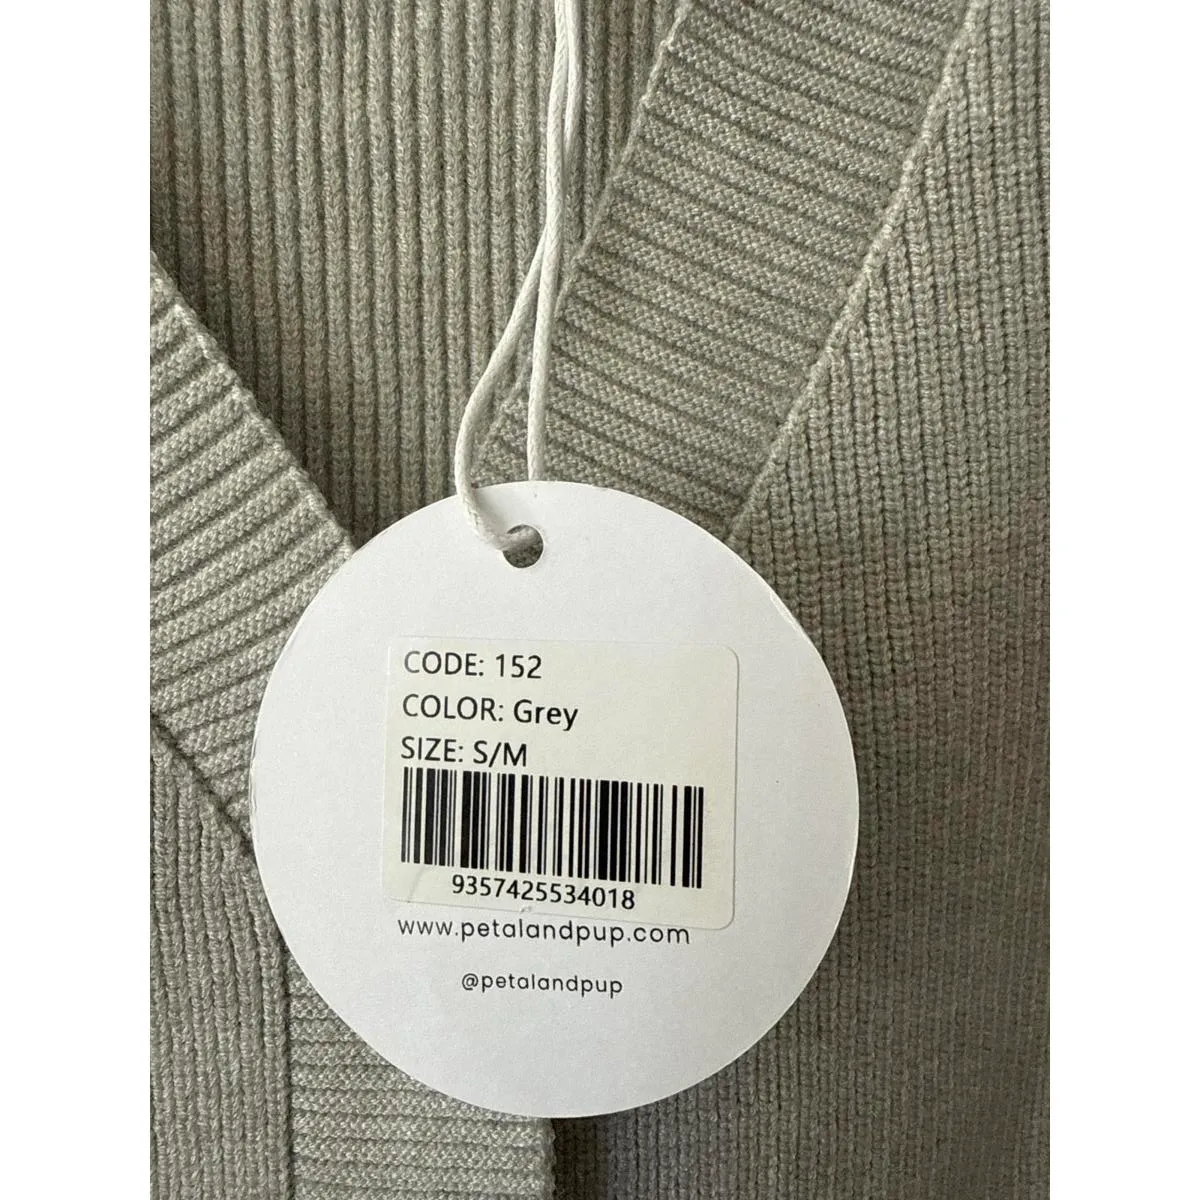 CODE: 152
COLOR: Grey
SIZE: S/M
9357425534018
www.petalandpup.com
@petalandpup